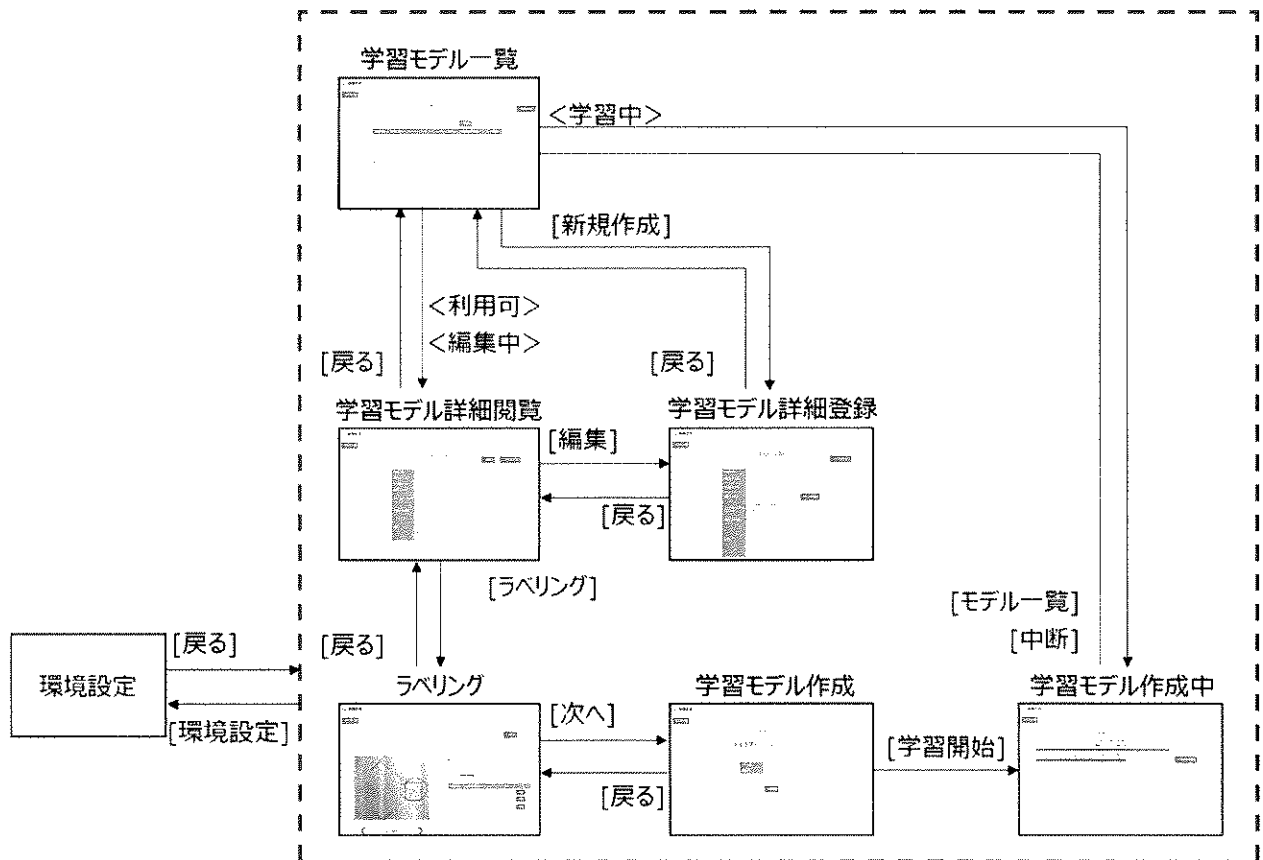 学習モデル一覧
＜学習中＞
[新規作成]
＜利用可＞
＜編集中＞
[戻る]
[戻る]
学習モデル詳細閲覧
学習モデル詳細登録
[編集]
[戻る]
[ラベリング]
[モデル一覧]
[中断]
[戻る]
[戻る]
環境設定
[環境設定]
ラベリング
学習モデル作成
学習モデル作成中
[次へ]
[学習開始]
[戻る]